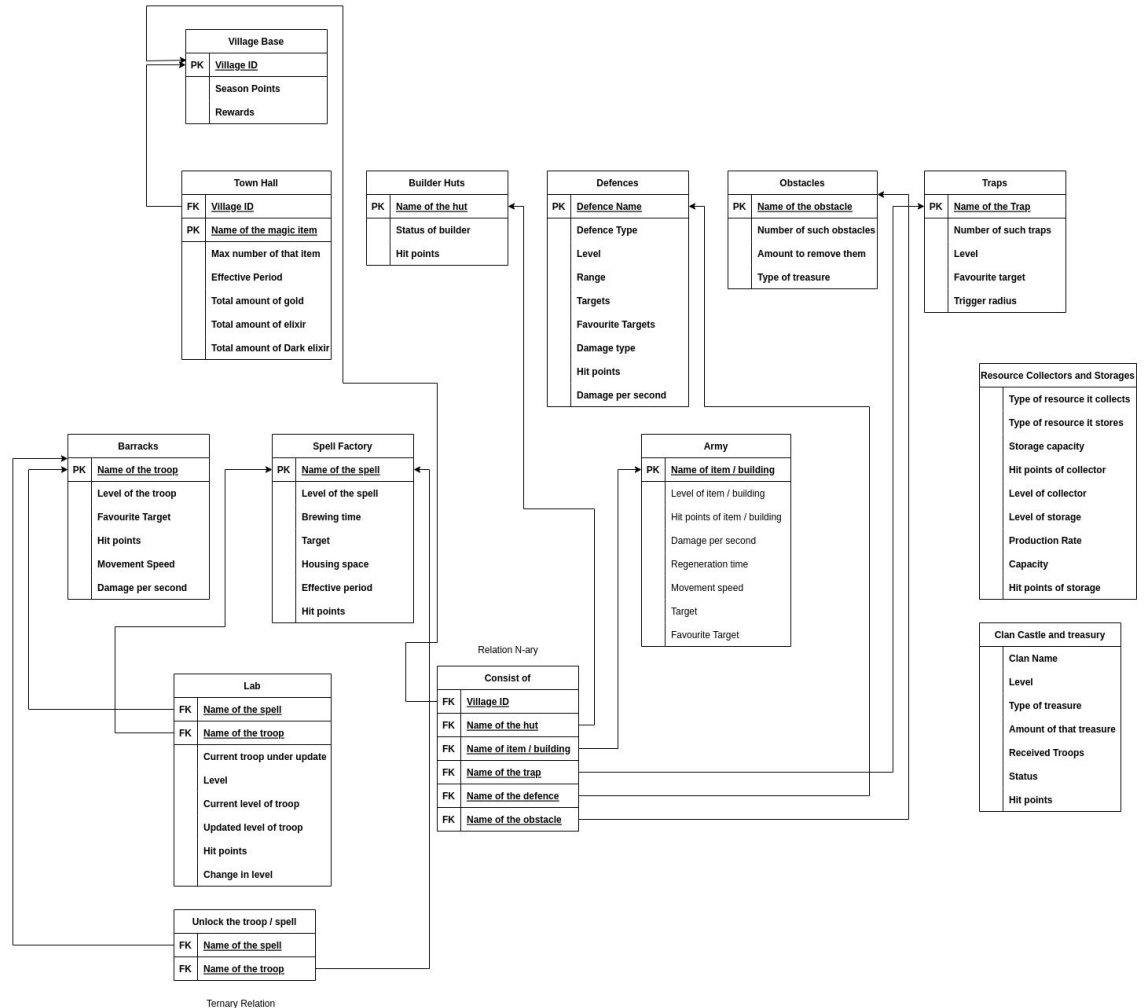 Village Base
PK Village ID
Season Points
Rewards
Town Hall
FK Village ID
PK Name of the magic item
Max number of that item
Effective Period
Total amount of gold
Total amount of elixir
Total amount of Dark elixir
Builder Huts
PK Name of the hut
Status of builder
Hit points
Defences
PK Defence Name
Defence Type
Level
Range
Targets
Favourite Targets
Damage type
Hit points
Damage per second
Obstacles
PK Name of the obstacle
Number of such obstacles
Amount to remove them
Type of treasure
Traps
PK Name of the Trap
Number of such traps
Level
Favourite target
Trigger radius
Resource Collectors and Storages
Type of resource it collects
Type of resource it stores
Storage capacity
Hit points of collector
Level of collector
Level of storage
Production Rate
Capacity
Hit points of storage
Barracks
PK Name of the troop
Level of the troop
Favourite Target
Hit points
Movement Speed
Damage per second
Spell Factory
PK Name of the spell
Level of the spell
Brewing time
Target
Housing space
Effective period
Hit points
Army
PK Name of item / building
Level of item / building
Hit points of item / building
Damage per second
Regeneration time
Movement speed
Target
Favourite Target
Clan Castle and treasury
Clan Name
Level
Type of treasure
Amount of that treasure
Received Troops
Status
Hit points
Relation N-ary
Consist of
FK Village ID
FK Name of the hut
FK Name of item / building
FK Name of the trap
FK Name of the defence
FK Name of the obstacle
Lab
FK Name of the spell
FK Name of the troop
Current troop under update
Level
Current level of troop
Updated level of troop
Hit points
Change in level
Unlock the troop / spell
FK Name of the spell
FK Name of the troop
Ternary Relation